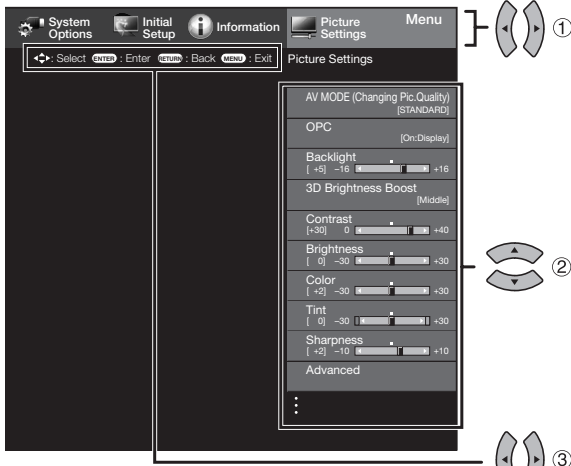 System Options
Initial Setup
Information
Picture Settings
Menu
①
: Select ENTER : Enter RETURN : Back MENU : Exit
Picture Settings
AV MODE (Changing Pic.Quality)
[STANDARD]
OPC
[On:Display]
Backlight
[ +5] −16 +16
3D Brightness Boost
[Middle]
Contrast
[+30] 0 +40
Brightness
[ 0] −30 +30
Color
[ +2] −30 +30
Tint
[ 0] −30 +30
Sharpness
[ +2] −10 +10
Advanced
②
③